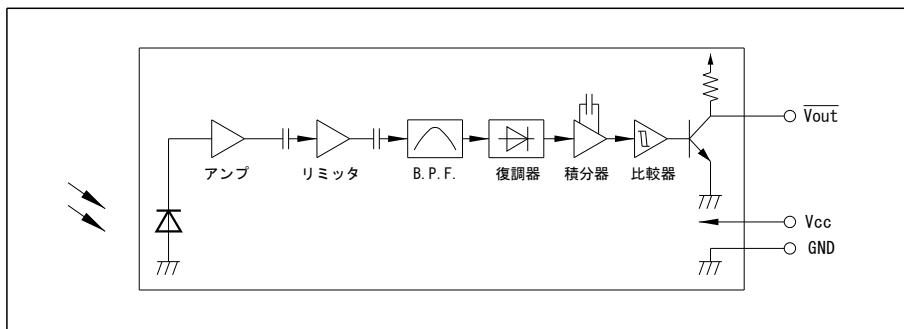 アンプ
リミッタ
B.P.F.
復調器
積分器
比較器
Vout
Vcc
GND